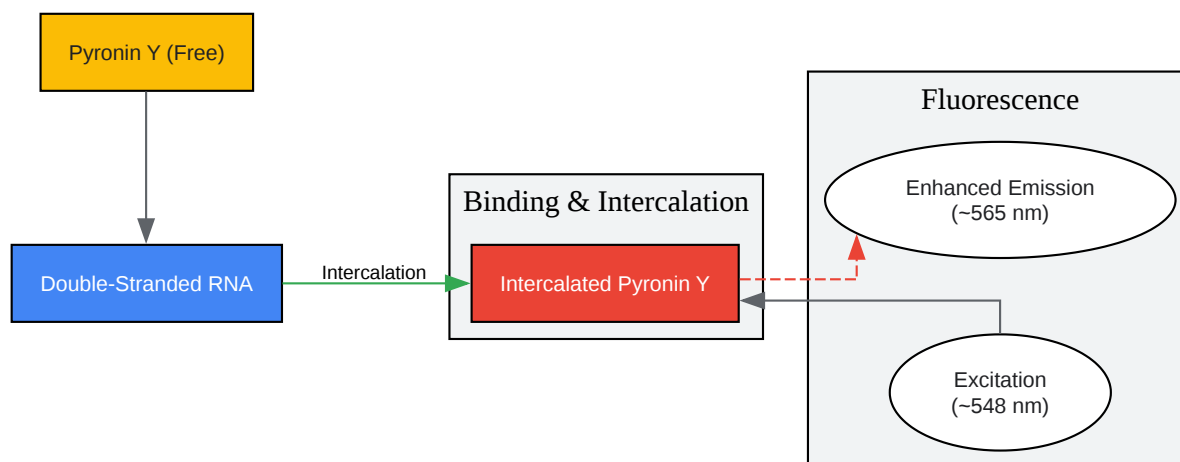 Pyronin Y (Free)
Double-Stranded RNA
Intercalation
Binding & Intercalation
Intercalated Pyronin Y
Fluorescence
Enhanced Emission
(~565 nm)
Excitation
(~548 nm)